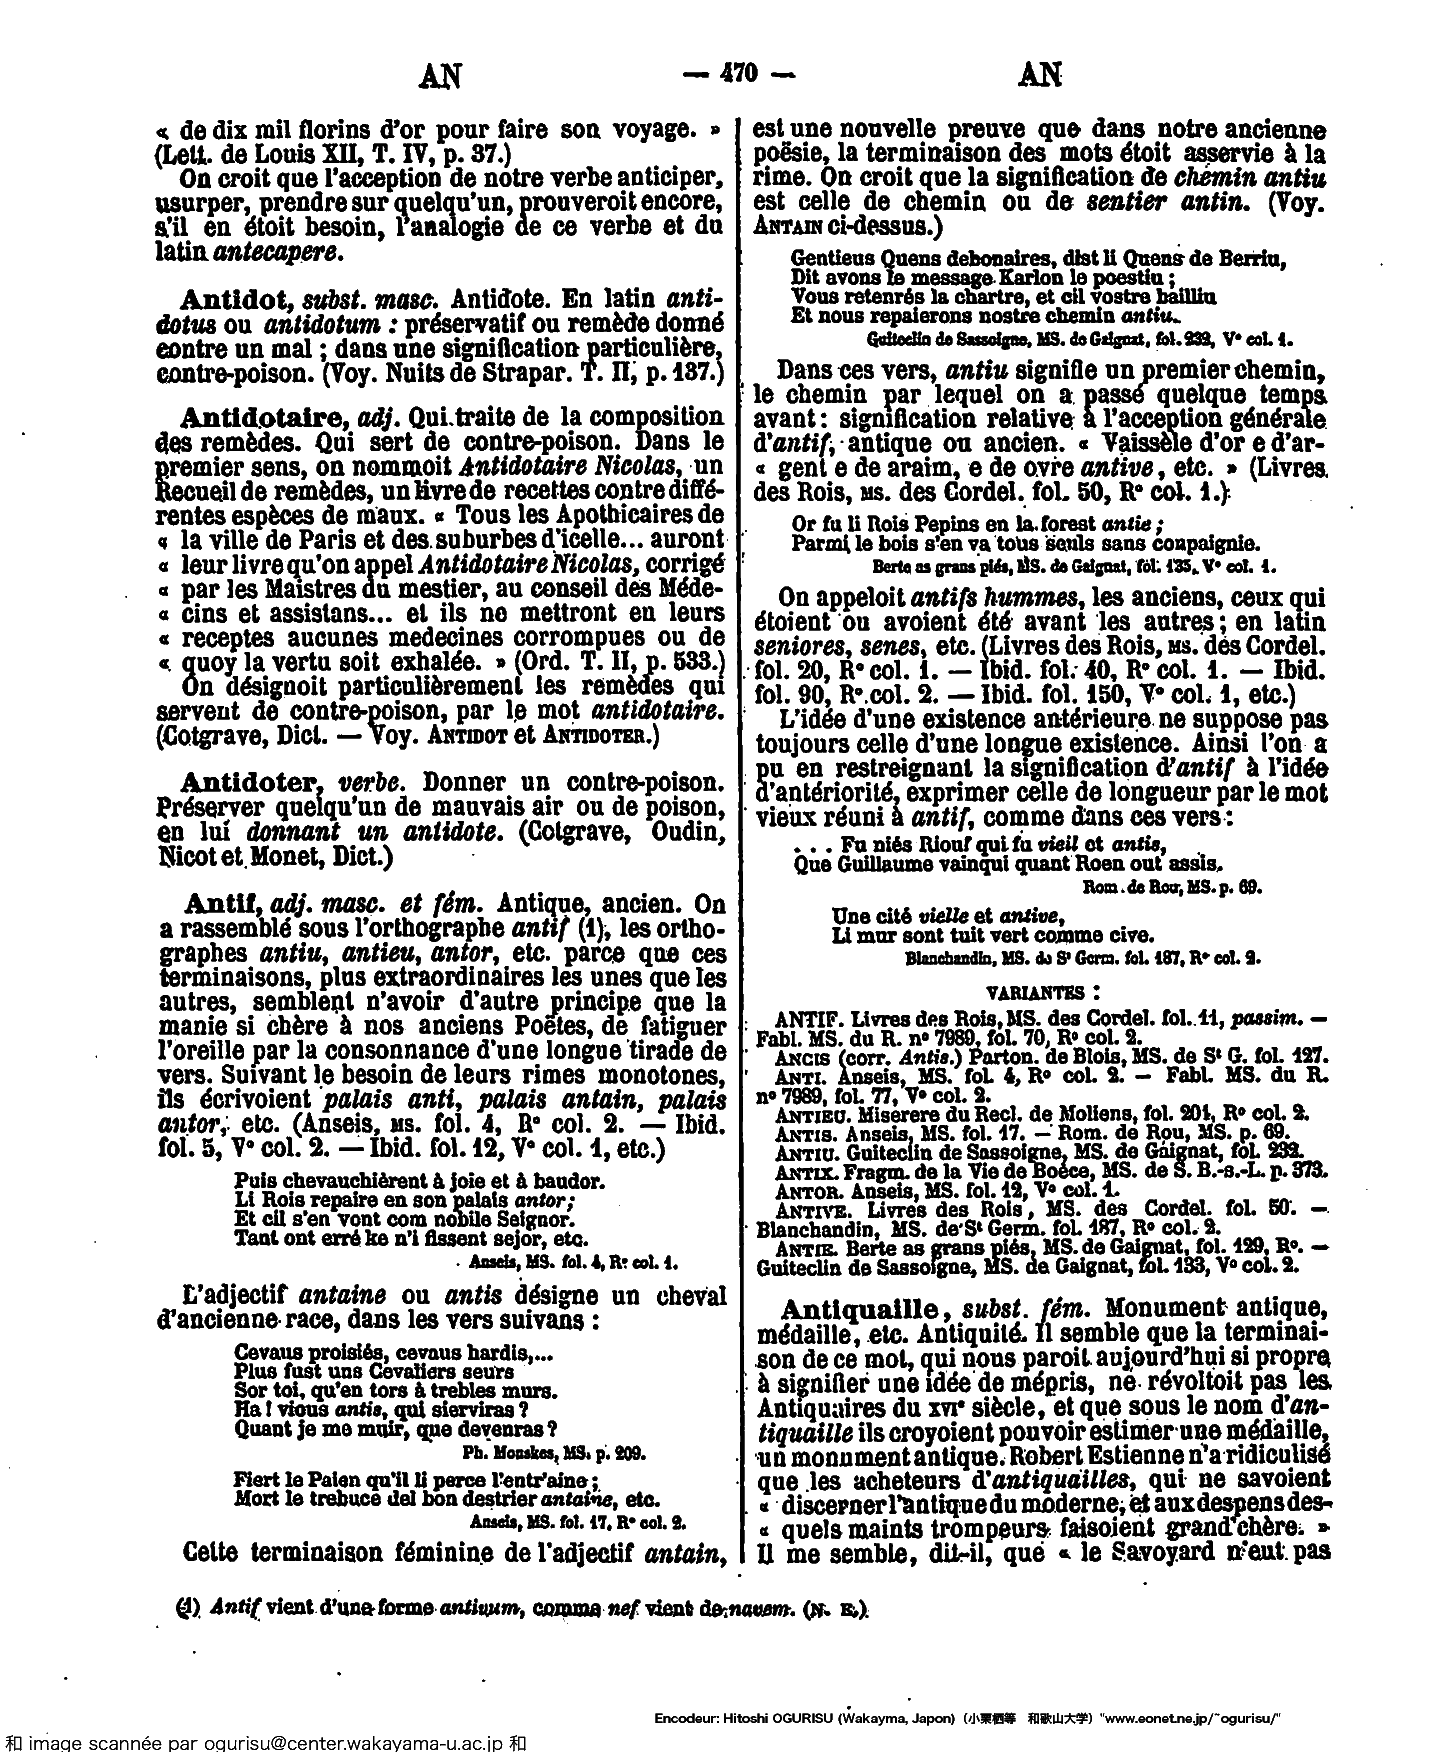 AN
— 470 —
AN
« de dix mil florins d'or pour faire son voyage. »
(Lett. de Louis XII, T. IV, p. 37.)
On croit que l'acception de notre verbe anticiper,
usurper, prendre sur quelqu'un, prouveroit encore,
s'il en étoit besoin, l'analogie de ce verbe et du
latin antecapere.
Antidot, subst. masc. Antidote. En latin anti-
dotus ou antidotum : préservatif ou remède donné
contre un mal ; dans une signification particulière,
contre-poison. (Voy. Nuits de Strapar. T. II, p. 137.)
Antidotaire, adj. Qui traite de la composition
des remèdes. Qui sert de contre-poison. Dans le
premier sens, on nommoit Antidotaire Nicolas, un
Recueil de remèdes, un livre de recettes contre diffé-
rentes espèces de maux. « Tous les Apothicaires de
« la ville de Paris et des suburbes d'icelle... auront
« leur livre qu'on appel Antidotaire Nicolas, corrigé
« par les Maistres du mestier, au conseil des Méde-
« cins et assistans... et ils ne mettront en leurs
« receptes aucunes medecines corrompues ou de
« quoy la vertu soit exhalée. » (Ord. T. II, p. 533.)
On désignoit particulièrement les remèdes qui
servent de contre-poison, par le mot antidotaire.
(Cotgrave, Dict. — Voy. ANTIDOT et ANTIDOTER.)
Antidoter, verbe. Donner un contre-poison.
Préserver quelqu'un de mauvais air ou de poison,
en lui donnant un antidote. (Cotgrave, Oudin,
Nicot et Monet, Dict.)
Antif, adj. masc. et fém. Antique, ancien. On
a rassemblé sous l'orthographe antif (1), les ortho-
graphes antiu, antieu, antor, etc. parce que ces
terminaisons, plus extraordinaires les unes que les
autres, semblent n'avoir d'autre principe que la
manie si chère à nos anciens Poëtes, de fatiguer
l'oreille par la consonnance d'une longue tirade de
vers. Suivant le besoin de leurs rimes monotones,
ils écrivoient palais anti, palais antain, palais
antor, etc. (Anseis, MS. fol. 4, R° col. 2. — Ibid.
fol. 5, V° col. 2. — Ibid. fol. 12, V° col. 1, etc.)
Puis chevauchièrent à joie et à baudor.
Li Rois repaire en son palais antor ;
Et cil s'en vont com nobile Seignor.
Tant ont erré ke n'i fissent sejor, etc.
Anseis, MS. fol. 4, R° col. 1.
L'adjectif antaine ou antis désigne un cheval
d'ancienne race, dans les vers suivans :
Cevaus proisiés, cevaus hardis,...
Plus fust uns Cevaliers seurs
Sor toi, qu'en tors à trebles murs.
Ha ! vious antis, qui sierviras ?
Quant je me muir, que devenras ?
Ph. Mouskes, MS. p. 209.
Fiert le Paien qu'il li perce l'entr'aine ;
Mort le trebuce del bon destrier antaine, etc.
Anseis, MS. fol. 17, R° col. 2.
Cette terminaison féminine de l'adjectif antain,
est une nouvelle preuve que dans notre ancienne
poësie, la terminaison des mots étoit asservie à la
rime. On croit que la signification de chemin antiu
est celle de chemin ou de sentier antin. (Voy.
ANTAIN ci-dessus.)
Gentieus Quens debonaires, dist li Quens de Berriu,
Dit avons le message Karlon le poestiu ;
Vous retenrés la chartre, et cil vostre bailliu
Et nous repaierons nostre chemin antiu.
Guiteclin de Sassoigne, MS. de Gaignat, fol. 232, V° col. 1.
Dans ces vers, antiu signifie un premier chemin,
le chemin par lequel on a passé quelque temps
avant : signification relative à l'acception générale
d'antif, antique ou ancien. « Vaissèle d'or e d'ar-
« gent e de araim, e de ovre antive, etc. » (Livres
des Rois, MS. des Cordel. fol. 50, R° col. 1.)
Or fu li Rois Pepins en la forest antie ;
Parmi le bois s'en va tous seuls sans conpaignie.
Berte as grans piés, MS. de Gaignat, fol. 135, V° col. 1.
On appeloit antifs hummes, les anciens, ceux qui
étoient ou avoient été avant les autres ; en latin
seniores, senes, etc. (Livres des Rois, MS. des Cordel.
fol. 20, R° col. 1. — Ibid. fol. 40, R° col. 1. — Ibid.
fol. 90, R° col. 2. — Ibid. fol. 150, V° col. 1, etc.)
L'idée d'une existence antérieure ne suppose pas
toujours celle d'une longue existence. Ainsi l'on a
pu en restreignant la signification d'antif à l'idée
d'antériorité, exprimer celle de longueur par le mot
vieux réuni à antif, comme dans ces vers :
. . . Fu niés Riouf qui fu vieil et antis,
Que Guillaume vainqui quant Roen out assis.
Rom. de Rou, MS. p. 69.
Une cité vielle et antive,
Li mur sont tuit vert comme cive.
Blanchandin, MS. de St Germ. fol. 187, R° col. 2.
VARIANTES :
ANTIF. Livres des Rois, MS. des Cordel. fol. 11, passim. —
Fabl. MS. du R. n° 7989, fol. 70, R° col. 2.
ANCIS (corr. Antis.) Parton. de Blois, MS. de St G. fol. 127.
ANTI. Anseis, MS. fol. 4, R° col. 2. — Fabl. MS. du R.
n° 7989, fol. 77, V° col. 2.
ANTIEU. Miserere du Recl. de Moliens, fol. 201, R° col. 2.
ANTIS. Anseis, MS. fol. 17. — Rom. de Rou, MS. p. 69.
ANTIU. Guiteclin de Sassoigne, MS. de Gaignat, fol. 232.
ANTIX. Fragm. de la Vie de Boëce, MS. de S. B.-s.-L. p. 373.
ANTOR. Anseis, MS. fol. 12, V° col. 1.
ANTIVE. Livres des Rois, MS. des Cordel. fol. 50. —
Blanchandin, MS. de St Germ. fol. 187, R° col. 2.
ANTIE. Berte as grans piés, MS. de Gaignat, fol. 129, R°. —
Guiteclin de Sassoigne, MS. de Gaignat, fol. 133, V° col. 2.
Antiquaille, subst. fém. Monument antique,
médaille, etc. Antiquité. Il semble que la terminai-
son de ce mot, qui nous paroit aujourd'hui si propre
à signifier une idée de mépris, ne révoltoit pas les
Antiquaires du XVIe siècle, et que sous le nom d'an-
tiquaille ils croyoient pouvoir estimer une médaille,
un monument antique. Robert Estienne n'a ridiculisé
que les acheteurs d'antiquailles, qui ne savoient
« discerner l'antique du moderne, et aux despens des-
« quels maints trompeurs faisoient grand'chère. »
Il me semble, dit-il, que « le Savoyard n'eut pas
(1) Antif vient d'une forme antivum, comme nef vient de navem. (N. E.)
Encodeur: Hitoshi OGURISU (Wakayma, Japon) (小栗栖等 和歌山大学) "www.eonet.ne.jp/~ogurisu/"
和 image scannée par ogurisu@center.wakayama-u.ac.jp 和